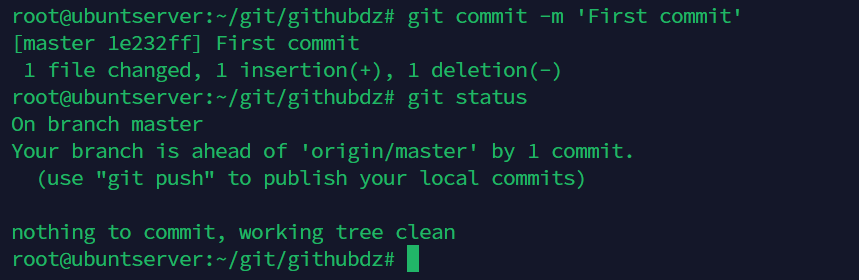 root@ubuntserver:~/git/githubdz# git commit -m 'First commit'
[master 1e232ff] First commit
 1 file changed, 1 insertion(+), 1 deletion(-)
root@ubuntserver:~/git/githubdz# git status
On branch master
Your branch is ahead of 'origin/master' by 1 commit.
  (use "git push" to publish your local commits)

nothing to commit, working tree clean
root@ubuntserver:~/git/githubdz#